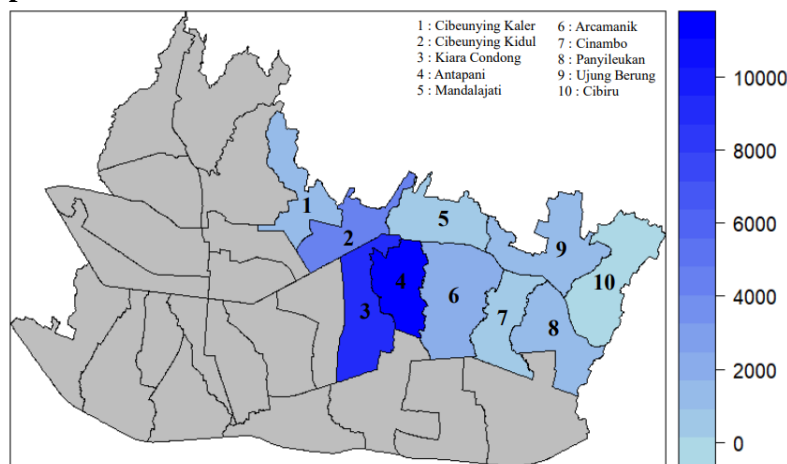 1 : Cibeunying Kaler
2 : Cibeunying Kidul
3 : Kiara Condong
4 : Antapani
5 : Mandalajati
6 : Arcamanik
7 : Cinambo
8 : Panyileukan
9 : Ujung Berung
10 : Cibiru
1
2
3
4
5
6
7
8
9
10
10000
8000
6000
4000
2000
0